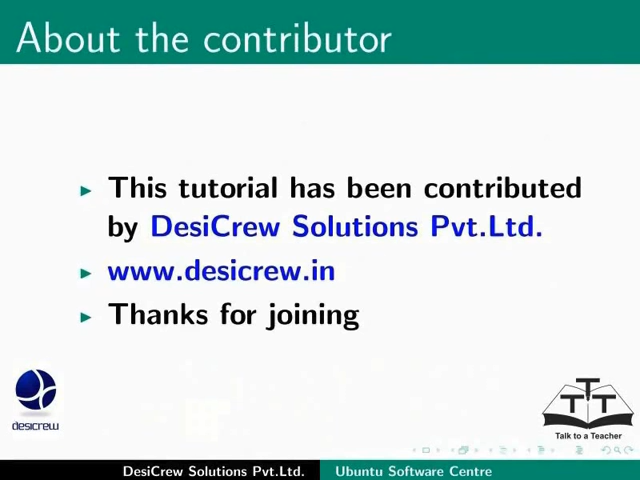 About the contributor
This tutorial has been contributed
by DesiCrew Solutions Pvt.Ltd.
www.desicrew.in
Thanks for joining
desicrew
T T T
Talk to a Teacher
DesiCrew Solutions Pvt.Ltd. Ubuntu Software Centre